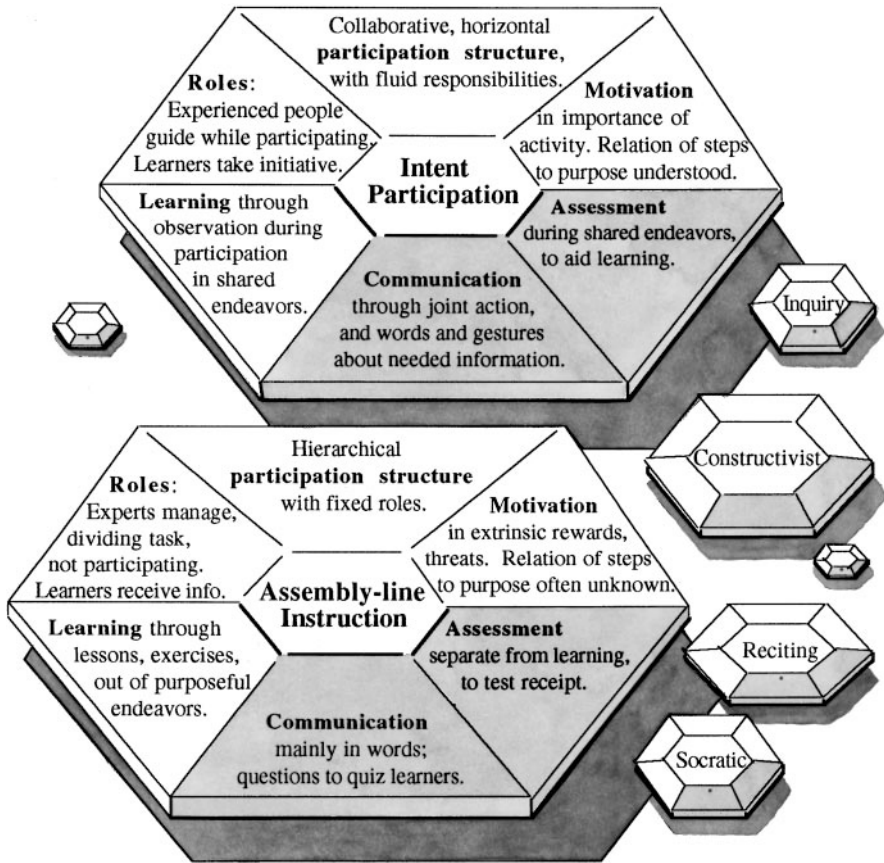 Collaborative, horizontal
participation structure,
with fluid responsibilities.
Roles:
Experienced people
guide while participating.
Learners take initiative.
Motivation
in importance of
activity. Relation of steps
to purpose understood.
Intent
Participation
Learning through
observation during
participation
in shared
endeavors.
Assessment
during shared endeavors,
to aid learning.
Communication
through joint action,
and words and gestures
about needed information.
Inquiry
Constructivist
Hierarchical
participation structure
with fixed roles.
Roles:
Experts manage,
dividing task,
not participating.
Learners receive info.
Motivation
in extrinsic rewards,
threats. Relation of steps
to purpose often unknown.
Assembly-line
Instruction
Learning through
lessons, exercises,
out of purposeful
endeavors.
Assessment
separate from learning,
to test receipt.
Communication
mainly in words;
questions to quiz learners.
Reciting
Socratic